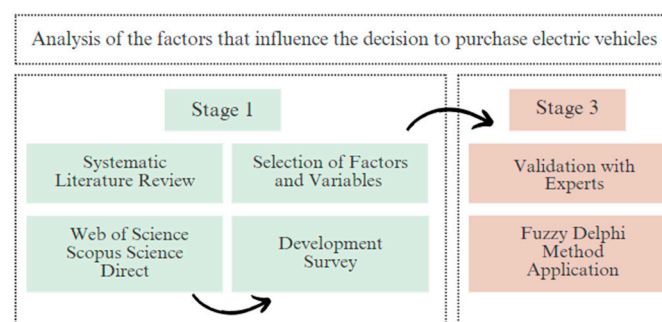 Analysis of the factors that influence the decision to purchase electric vehicles
Stage 1
Systematic
Literature Review
Selection of Factors
and Variables
Web of Science
Scopus Science
Direct
Development
Survey
Stage 3
Validation with
Experts
Fuzzy Delphi
Method
Application